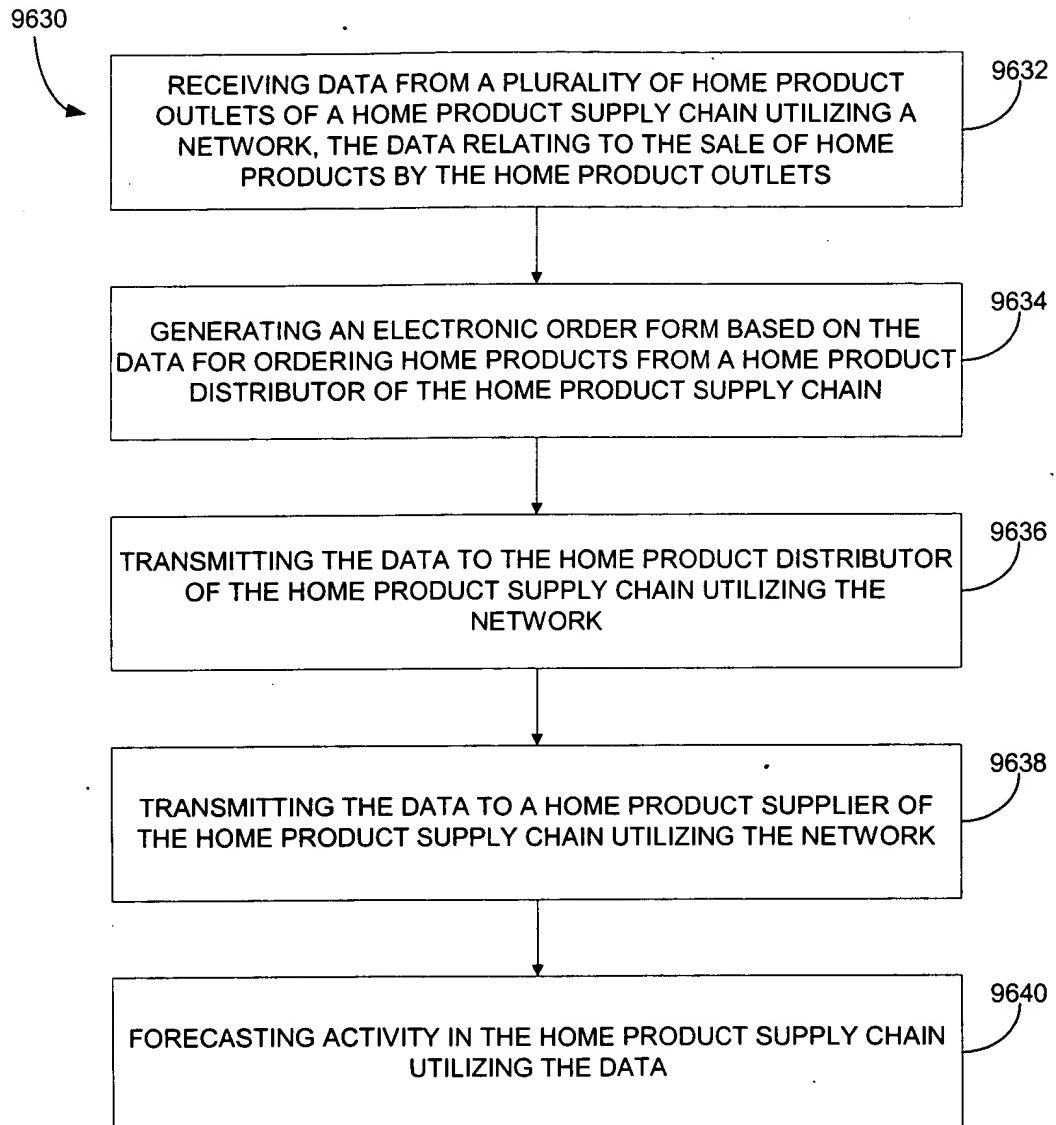 9630
RECEIVING DATA FROM A PLURALITY OF HOME PRODUCT
OUTLETS OF A HOME PRODUCT SUPPLY CHAIN UTILIZING A
NETWORK, THE DATA RELATING TO THE SALE OF HOME
PRODUCTS BY THE HOME PRODUCT OUTLETS
9632
GENERATING AN ELECTRONIC ORDER FORM BASED ON THE
DATA FOR ORDERING HOME PRODUCTS FROM A HOME PRODUCT
DISTRIBUTOR OF THE HOME PRODUCT SUPPLY CHAIN
9634
TRANSMITTING THE DATA TO THE HOME PRODUCT DISTRIBUTOR
OF THE HOME PRODUCT SUPPLY CHAIN UTILIZING THE
NETWORK
9636
TRANSMITTING THE DATA TO A HOME PRODUCT SUPPLIER OF
THE HOME PRODUCT SUPPLY CHAIN UTILIZING THE NETWORK
9638
FORECASTING ACTIVITY IN THE HOME PRODUCT SUPPLY CHAIN
UTILIZING THE DATA
9640